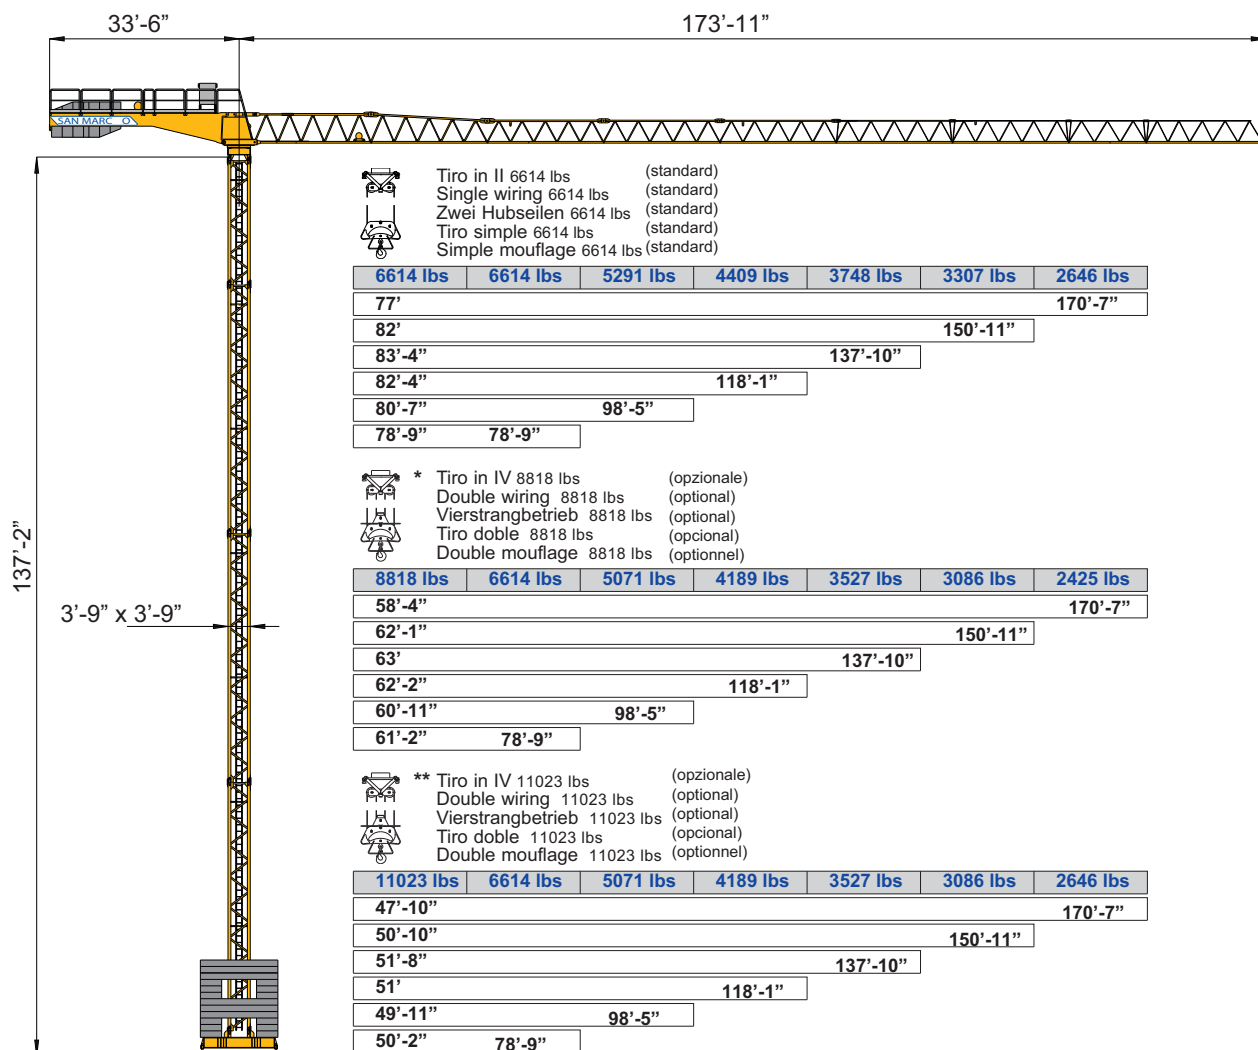 33’-6” 173’-11”
SAN MARC O
137’-2”
3’-9” x 3’-9”
Tiro in II 6614 lbs (standard)
Single wiring 6614 lbs (standard)
Zwei Hubseilen 6614 lbs (standard)
Tiro simple 6614 lbs (standard)
Simple mouflage 6614 lbs (standard)
6614 lbs 6614 lbs 5291 lbs 4409 lbs 3748 lbs 3307 lbs 2646 lbs
77’ 170’-7”
82’ 150’-11”
83’-4” 137’-10”
82’-4” 118’-1”
80’-7” 98’-5”
78’-9” 78’-9”
* Tiro in IV 8818 lbs (opzionale)
Double wiring 8818 lbs (optional)
Vierstrangbetrieb 8818 lbs (optional)
Tiro doble 8818 lbs (opcional)
Double mouflage 8818 lbs (optionnel)
8818 lbs 6614 lbs 5071 lbs 4189 lbs 3527 lbs 3086 lbs 2425 lbs
58’-4” 170’-7”
62’-1” 150’-11”
63’ 137’-10”
62’-2” 118’-1”
60’-11” 98’-5”
61’-2” 78’-9”
** Tiro in IV 11023 lbs (opzionale)
Double wiring 11023 lbs (optional)
Vierstrangbetrieb 11023 lbs (optional)
Tiro doble 11023 lbs (opcional)
Double mouflage 11023 lbs (optionnel)
11023 lbs 6614 lbs 5071 lbs 4189 lbs 3527 lbs 3086 lbs 2646 lbs
47’-10” 170’-7”
50’-10” 150’-11”
51’-8” 137’-10”
51’ 118’-1”
49’-11” 98’-5”
50’-2” 78’-9”